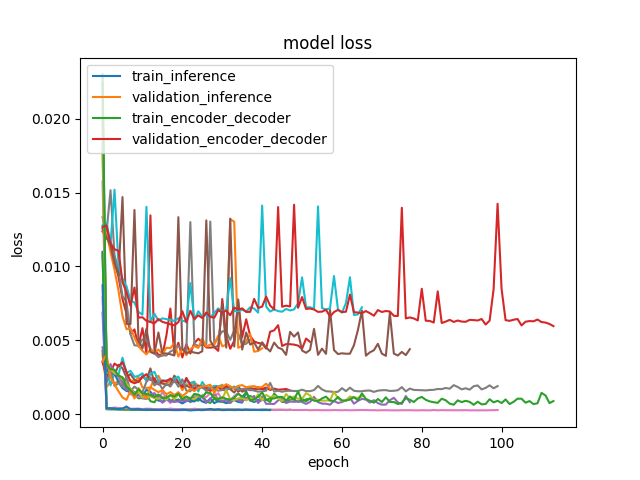 model loss
train_inference
validation_inference
train_encoder_decoder
validation_encoder_decoder
loss
0.020
0.015
0.010
0.005
0.000
0 20 40 60 80 100
epoch